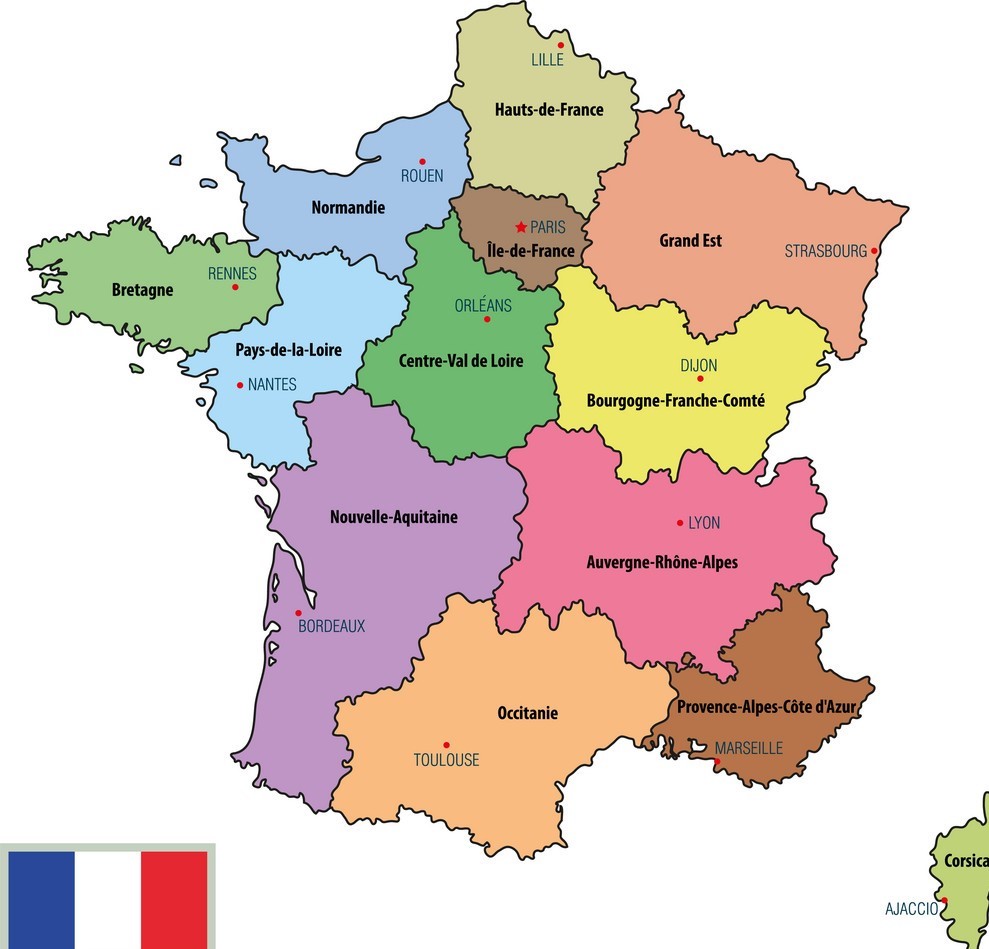 LILLE
Hauts-de-France
ROUEN
Normandie
PARIS
Île-de-France
Grand Est
STRASBOURG
RENNES
Bretagne
ORLÉANS
Pays-de-la-Loire
Centre-Val de Loire
NANTES
DIJON
Bourgogne-Franche-Comté
Nouvelle-Aquitaine
LYON
Auvergne-Rhône-Alpes
BORDEAUX
Occitanie
Provence-Alpes-Côte d'Azur
TOULOUSE
MARSEILLE
Corsica
AJACCIO